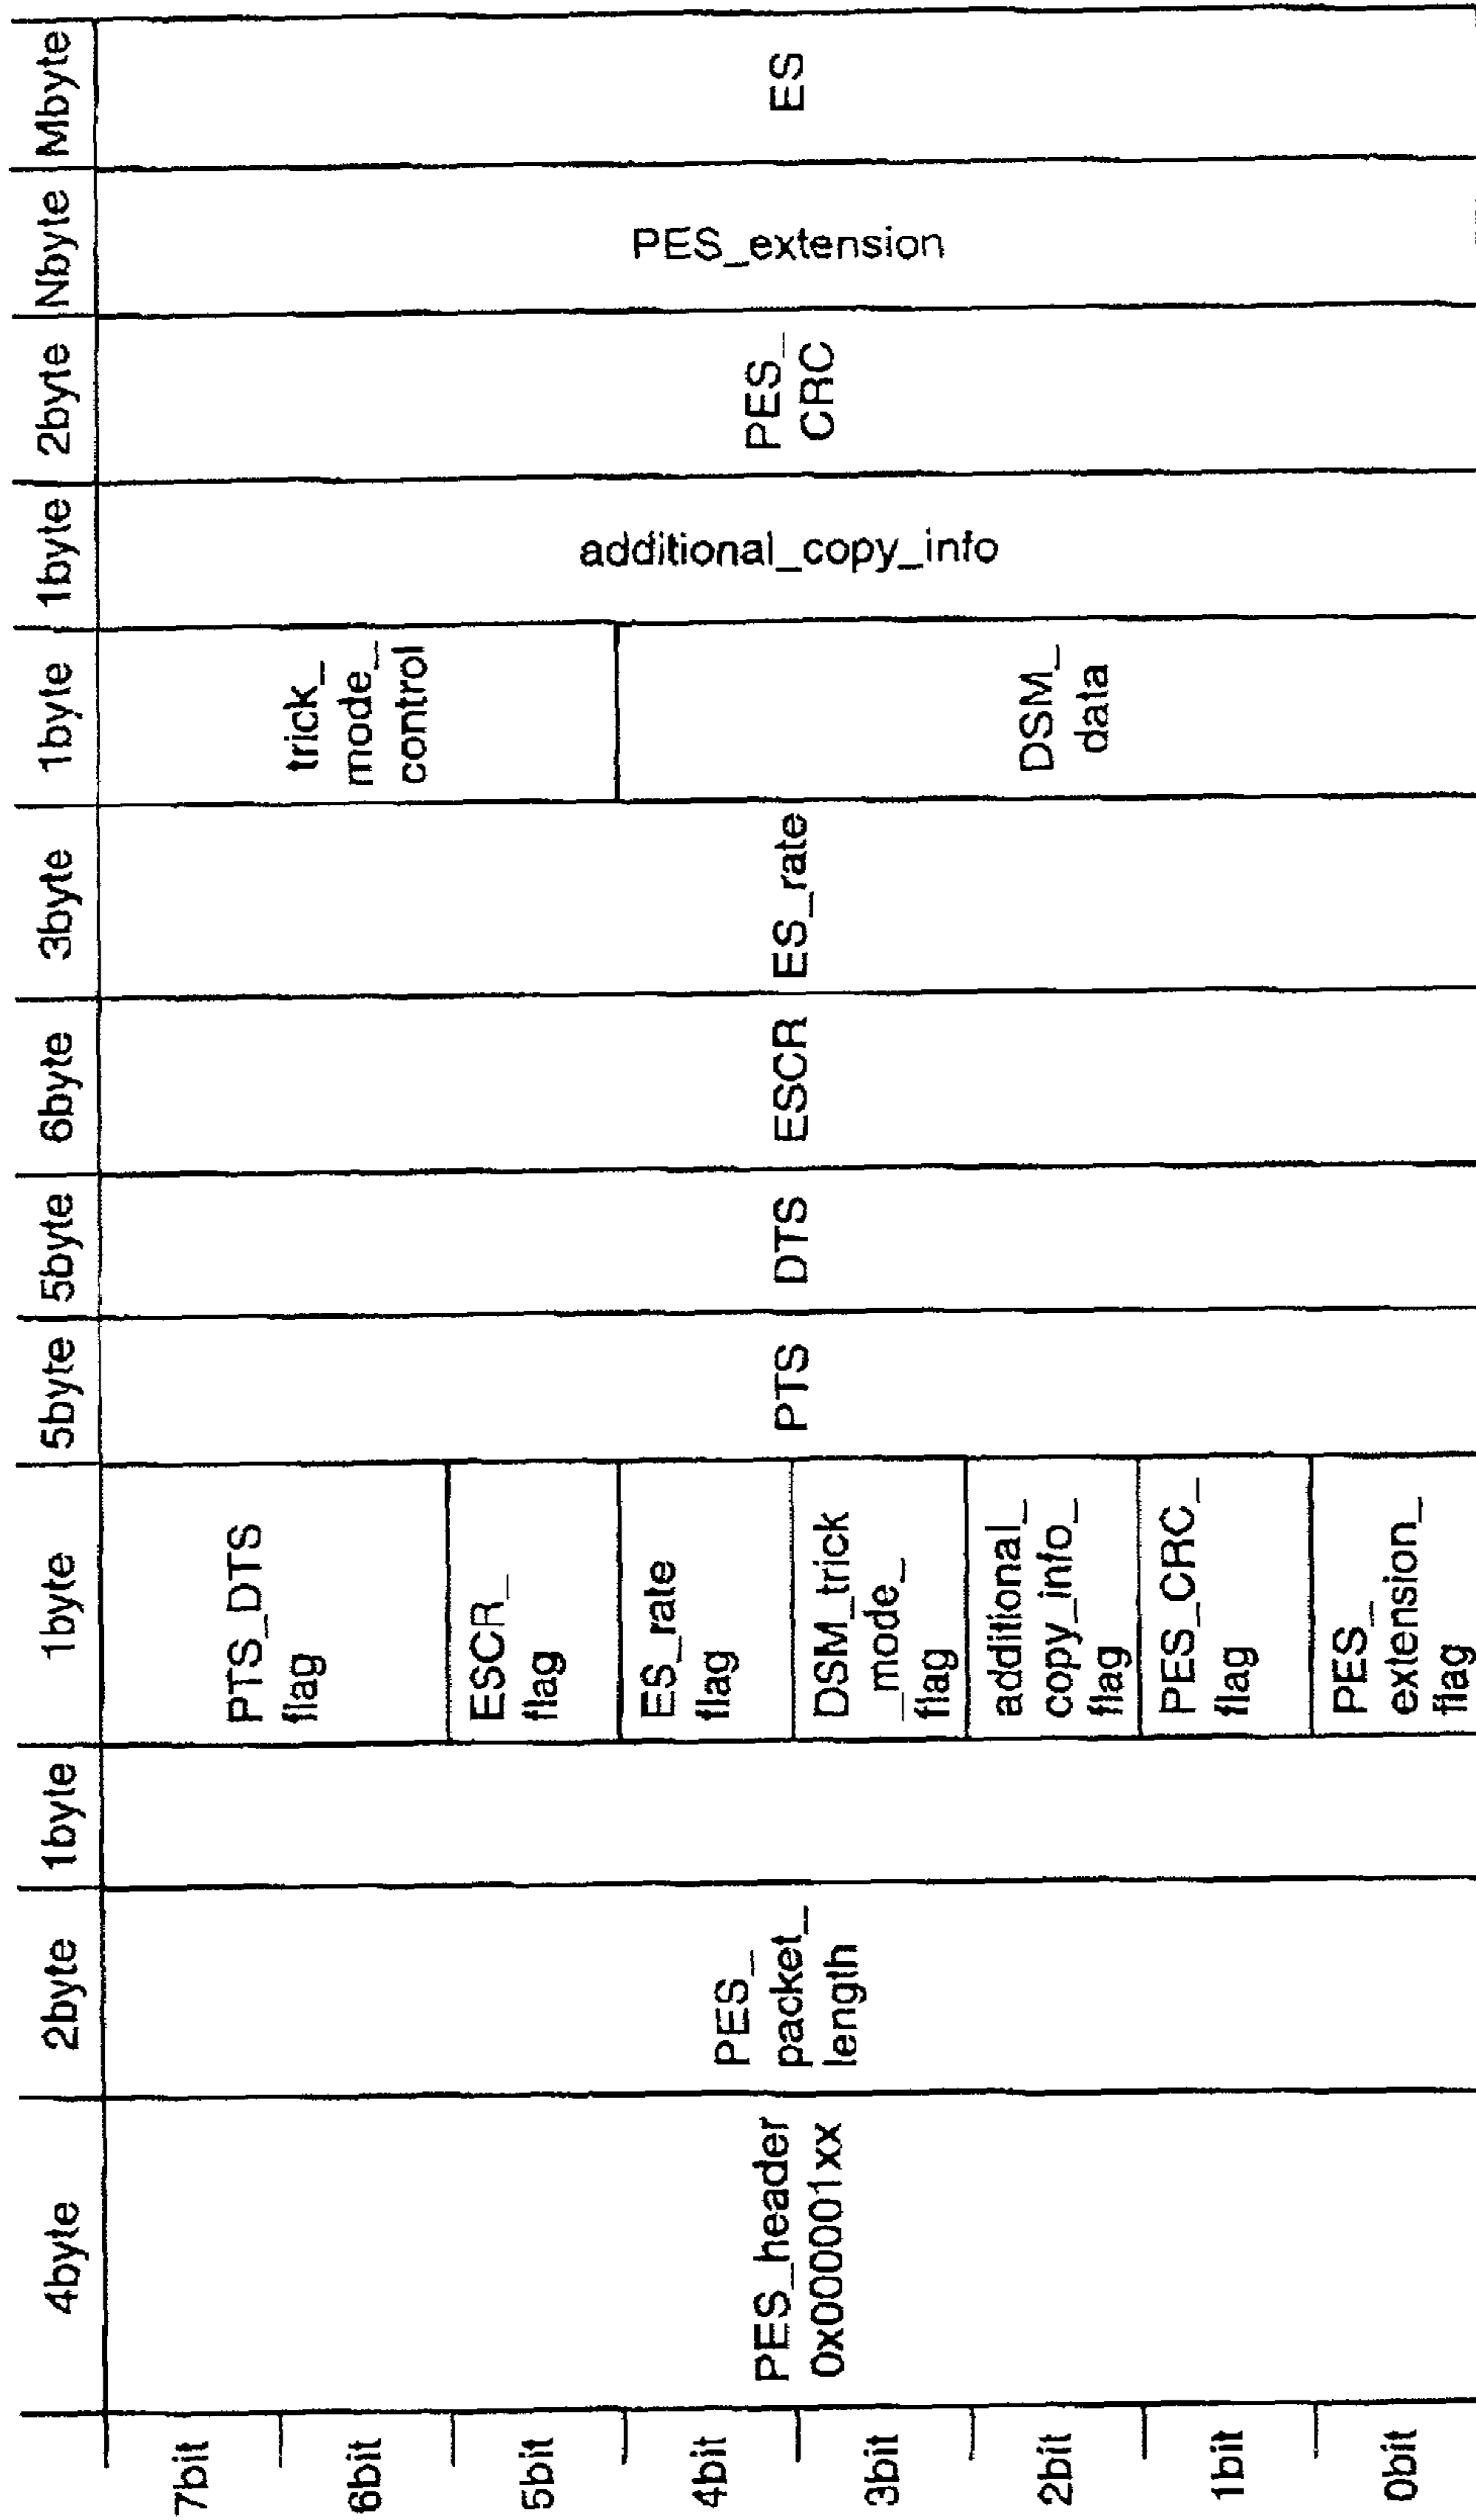 4byte
2byte
1byte
1byte
5byte
5byte
6byte
3byte
1byte
1byte
2byte
Nbyte
Mbyte
7bit
6bit
5bit
4bit
3bit
2bit
1bit
0bit
PES_header
0x000001xx
PES_
packet_
length
PTS_DTS
flag
ESCR_
flag
ES_rate
flag
DSM_trick
_mode_
flag
additional_
copy_info_
flag
PES_CRC_
flag
PES_
extension_
flag
PTS
DTS
ESCR
ES_rate
trick_
mode_
control
DSM_
data
additional_copy_info
PES_
CRC
PES_extension
ES